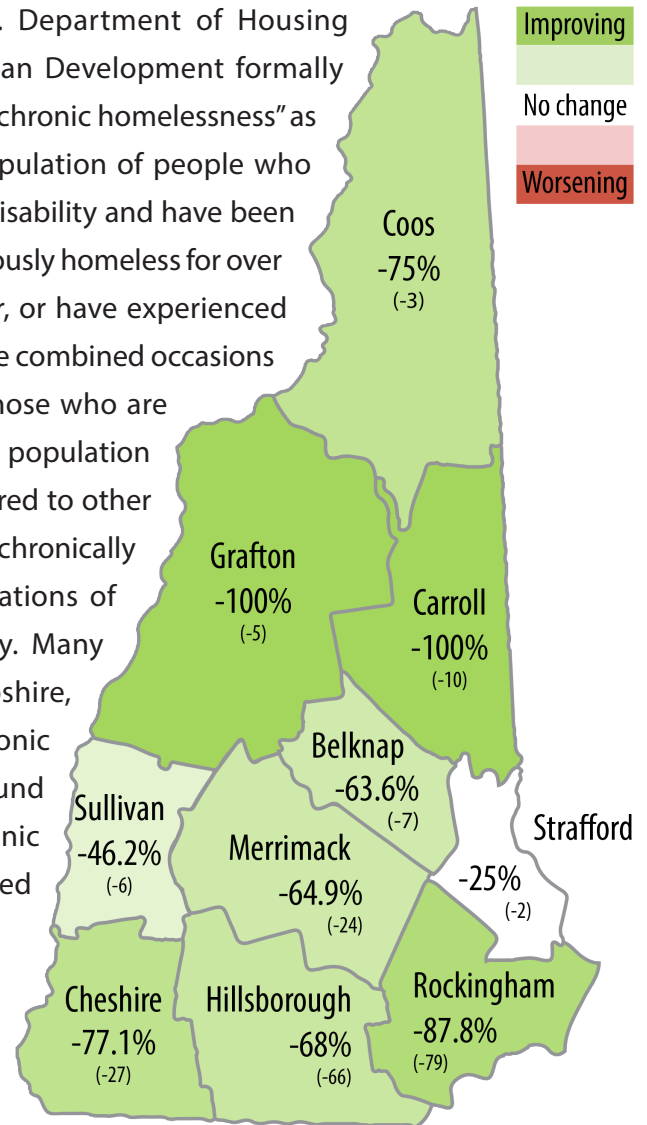 . Department of Housing
an Development formally
chronic homelessness” as
pulation of people who
isability and have been
ously homeless for over
r, or have experienced
e combined occasions
hose who are
population
red to other
chronically
ations of
y. Many
shire,
onic
und
nic
ed
Improving
No change
Worsening
Coos
-75%
(-3)
Grafton
-100%
(-5)
Carroll
-100%
(-10)
Belknap
-63.6%
(-7)
Sullivan
-46.2%
(-6)
Merrimack
-64.9%
(-24)
Strafford
-25%
(-2)
Cheshire
-77.1%
(-27)
Hillsborough
-68%
(-66)
Rockingham
-87.8%
(-79)